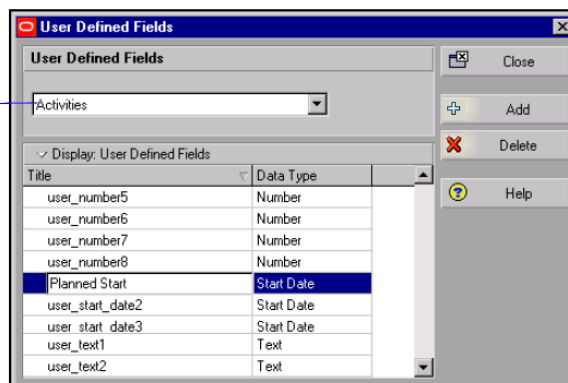 User Defined Fields
User Defined Fields
Close
Activities
Add
Delete
Display: User Defined Fields
Title Data Type
Help
user_number5 Number
user_number6 Number
user_number7 Number
user_number8 Number
Planned Start Start Date
user_start_date2 Start Date
user_start_date3 Start Date
user_text1 Text
user_text2 Text